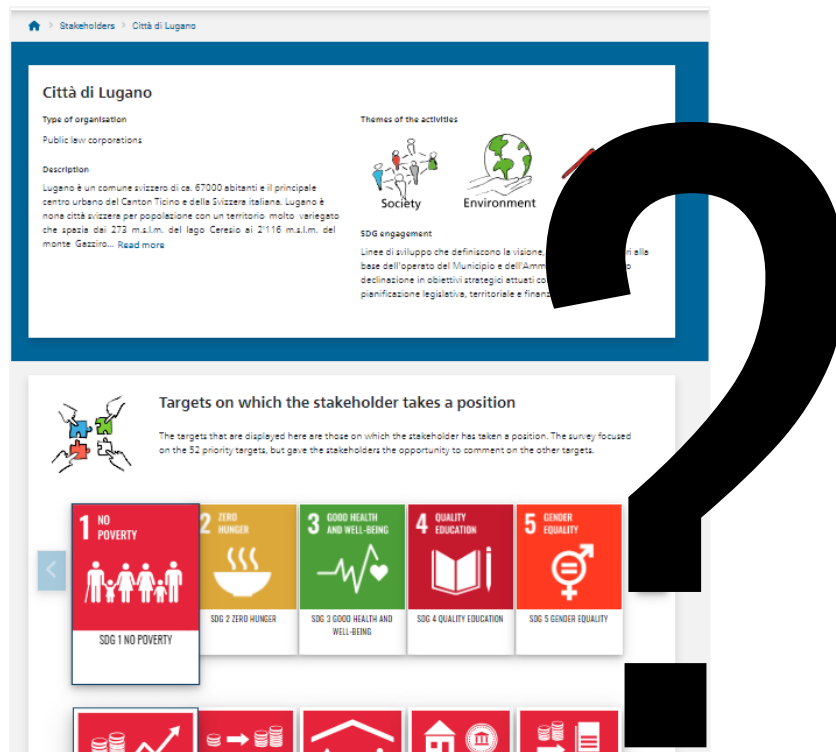 Stakeholders > Città di Lugano
Città di Lugano
Type of organisation
Public law corporations
Description
Lugano è un comune svizzero di ca. 67000 abitanti e il principale
centro urbano del Canton Ticino e della Svizzera italiana. Lugano è
nona città svizzera per popolazione con un territorio molto variegato
che spazia dai 273 m.s.l.m. del lago Ceresio ai 2'116 m.s.l.m. del
monte Gazziro... Read more
Themes of the activities
Society
Environment
SDG engagement
Linee di sviluppo che definiscono la visione, alla
base dell'operato del Municipio e dell'Amm
declinazione in obiettivi strategici attuati
pianificazione legislativa, territoriale e
?
Targets on which the stakeholder takes a position
The targets that are displayed here are those on which the stakeholder has taken a position. The survey focused
on the 52 priority targets, but gave the stakeholders the opportunity to comment on the other targets.
1 NO
POVERTY
SDG 1 NO POVERTY
2 ZERO
HUNGER
SDG 2 ZERO HUNGER
3 GOOD HEALTH
AND WELL-BEING
SDG 3 GOOD HEALTH AND
WELL-BEING
4 QUALITY
EDUCATION
SDG 4 QUALITY EDUCATION
5 GENDER
EQUALITY
SDG 5 GENDER EQUALITY